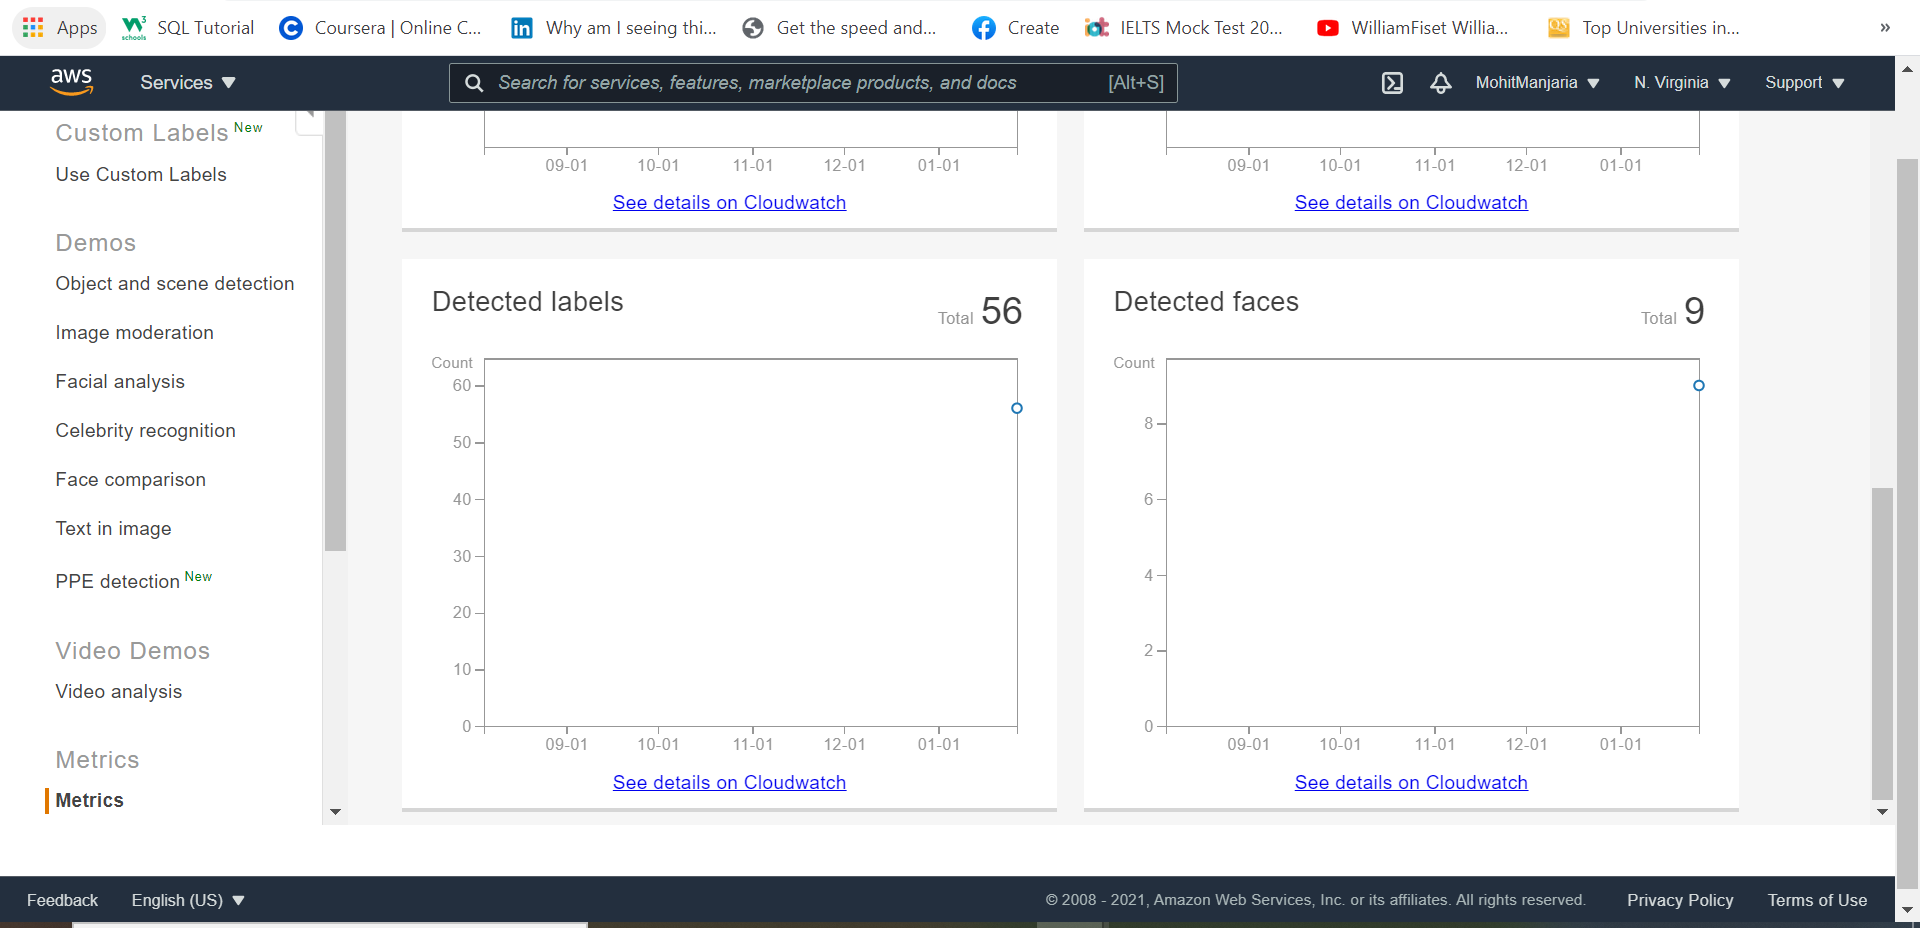 Apps
W3 schools SQL Tutorial
Coursera | Online C...
in Why am I seeing thi...
Get the speed and...
Create
IELTS Mock Test 20...
WilliamFiset Willia...
QS Top Universities in...
»
aws Services
Search for services, features, marketplace products, and docs [Alt+S]
MohitManjaria
N. Virginia
Support
Custom Labels New
Use Custom Labels
Demos
Object and scene detection
Image moderation
Facial analysis
Celebrity recognition
Face comparison
Text in image
PPE detection New
Video Demos
Video analysis
Metrics
Metrics
09-01 10-01 11-01 12-01 01-01
See details on Cloudwatch
09-01 10-01 11-01 12-01 01-01
See details on Cloudwatch
Detected labels
Total 56
Count
60
50
40
30
20
10
0
09-01 10-01 11-01 12-01 01-01
See details on Cloudwatch
Detected faces
Total 9
Count
8
6
4
2
0
09-01 10-01 11-01 12-01 01-01
See details on Cloudwatch
Feedback English (US)
© 2008 - 2021, Amazon Web Services, Inc. or its affiliates. All rights reserved. Privacy Policy Terms of Use